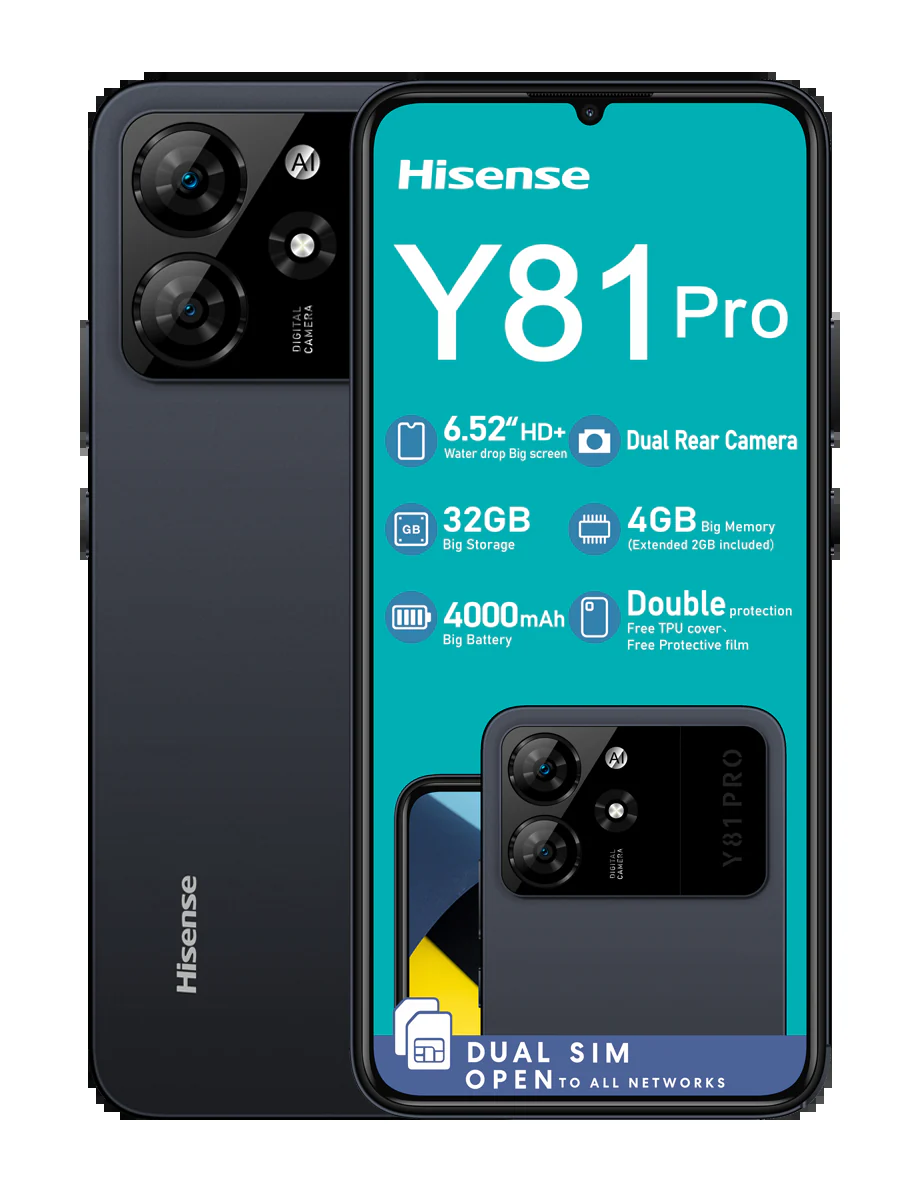 AI
DIGITAL
CAMERA
Hisense
Hisense
Y81 Pro
6.52“ HD+
Water drop Big screen
Dual Rear Camera
GB
32GB
Big Storage
4GB Big Memory
(Extended 2GB included)
4000mAh
Big Battery
Double protection
Free TPU cover、
Free Protective film
AI
DIGITAL
CAMERA
Y81PRO
DUAL SIM
OPEN TO ALL NETWORKS